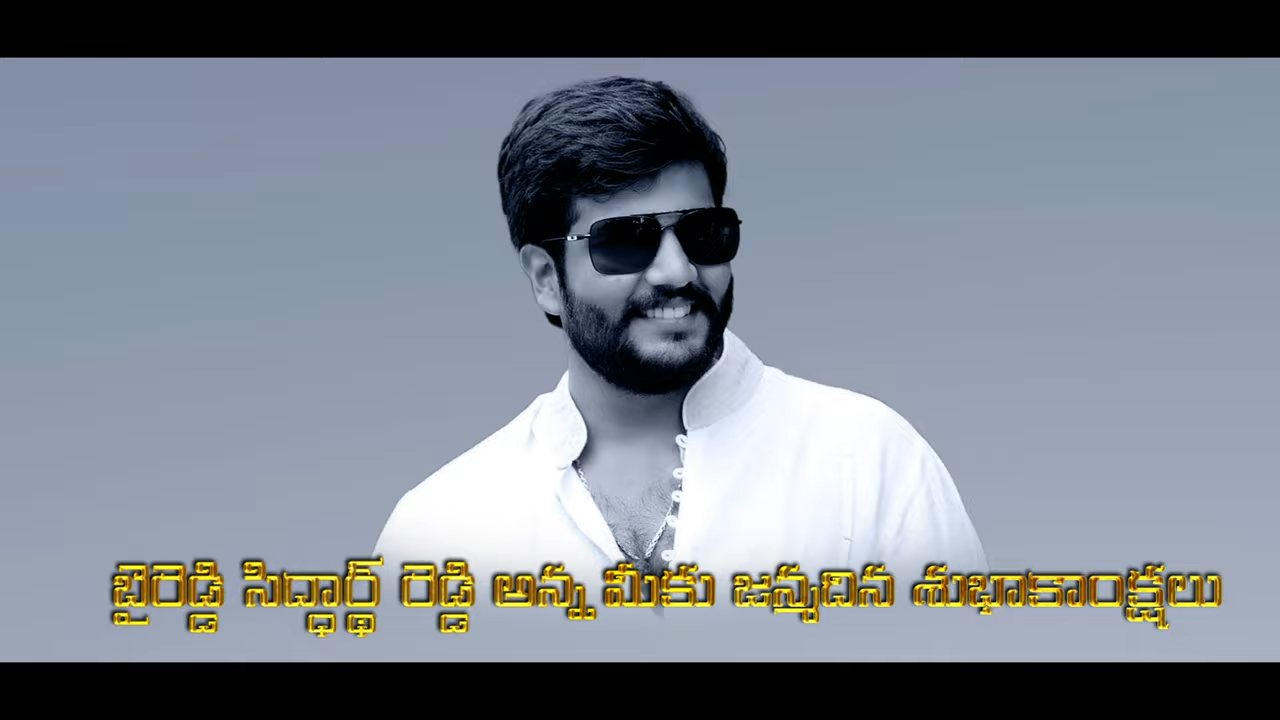 బైరెడ్డి సిద్ధార్థ్ రెడ్డి అన్న మీకు జన్మదిన శుభాకాంక్షలు